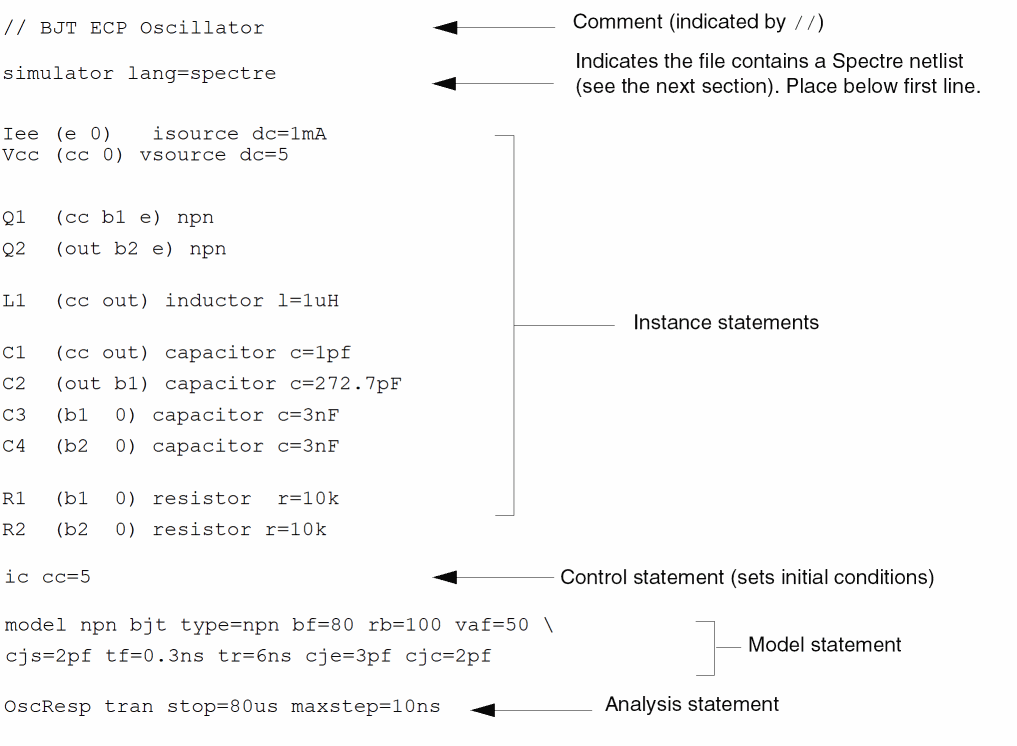 // BJT ECP Oscillator
Comment (indicated by //)
simulator lang=spectre
Indicates the file contains a Spectre netlist
(see the next section). Place below first line.
Iee (e 0) isource dc=1mA
Vcc (cc 0) vsource dc=5
Q1 (cc b1 e) npn
Q2 (out b2 e) npn
L1 (cc out) inductor l=1uH
Instance statements
C1 (cc out) capacitor c=1pf
C2 (out b1) capacitor c=272.7pF
C3 (b1 0) capacitor c=3nF
C4 (b2 0) capacitor c=3nF
R1 (b1 0) resistor r=10k
R2 (b2 0) resistor r=10k
ic cc=5
Control statement (sets initial conditions)
model npn bjt type=npn bf=80 rb=100 vaf=50 \
cjs=2pf tf=0.3ns tr=6ns cje=3pf cjc=2pf
Model statement
OscResp tran stop=80us maxstep=10ns
Analysis statement